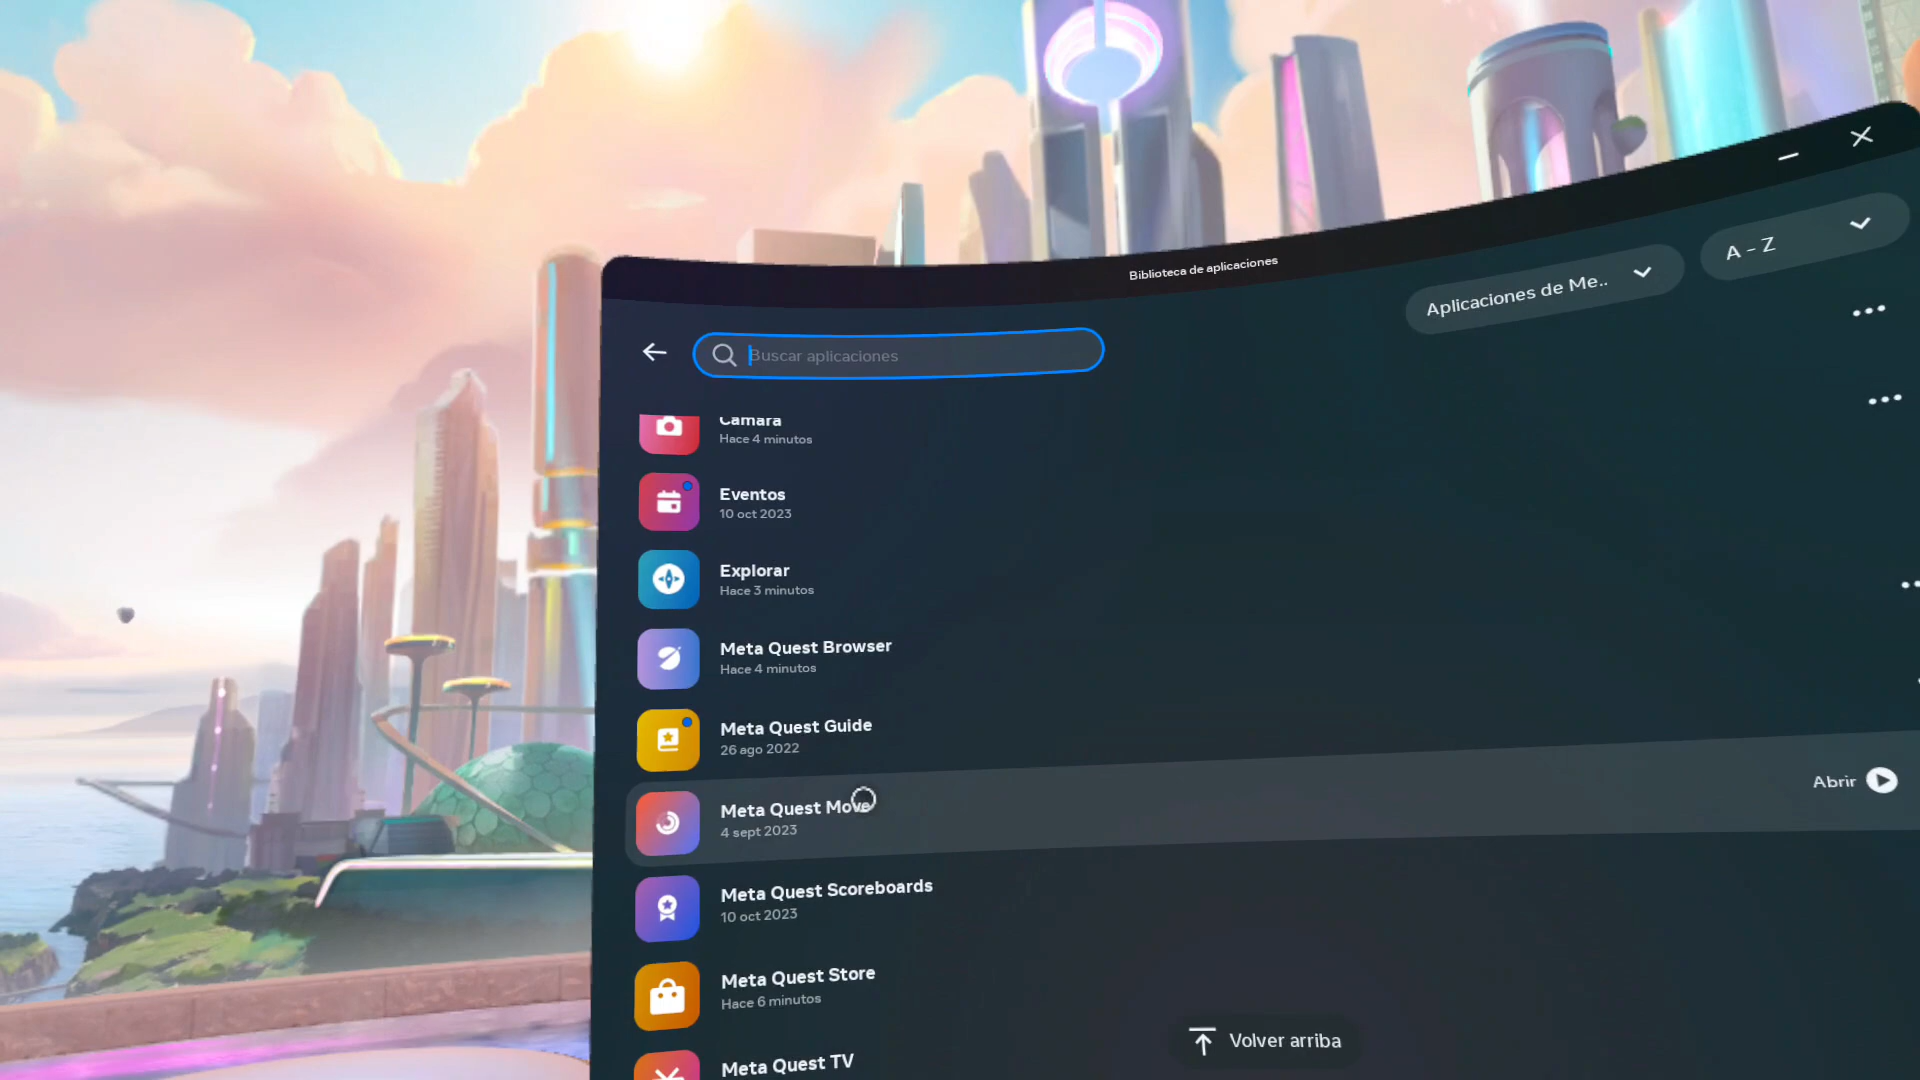 Biblioteca de aplicaciones
Buscar aplicaciones
Aplicaciones de Me..
A - Z
Cámara
Hace 4 minutos
Eventos
10 oct 2023
Explorar
Hace 3 minutos
Meta Quest Browser
Hace 4 minutos
Meta Quest Guide
26 ago 2022
Meta Quest Move
4 sept 2023
Abrir
Meta Quest Scoreboards
10 oct 2023
Meta Quest Store
Hace 6 minutos
Meta Quest TV
Volver arriba